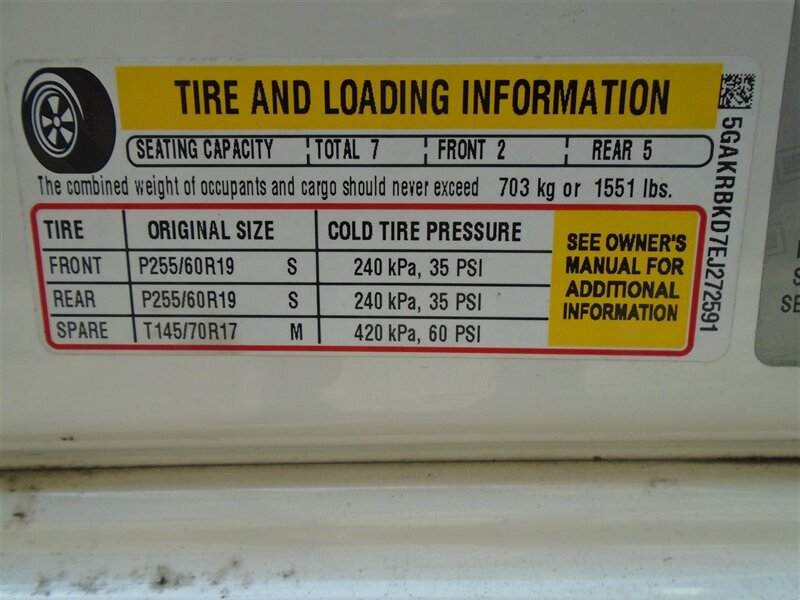 TIRE AND LOADING INFORMATION
SEATING CAPACITY TOTAL 7 FRONT 2 REAR 5
The combined weight of occupants and cargo should never exceed 703 kg or 1551 lbs.
TIRE ORIGINAL SIZE COLD TIRE PRESSURE
FRONT P255/60R19 S 240 kPa, 35 PSI
REAR P255/60R19 S 240 kPa, 35 PSI
SPARE T145/70R17 M 420 kPa, 60 PSI
SEE OWNER'S
MANUAL FOR
ADDITIONAL
INFORMATION
5GAKRBKD7EJ272591